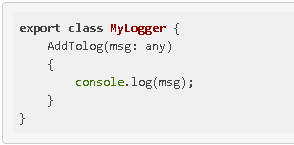 export class MyLogger {
    AddTolog(msg: any)
    {
        console.log(msg);
    }
}